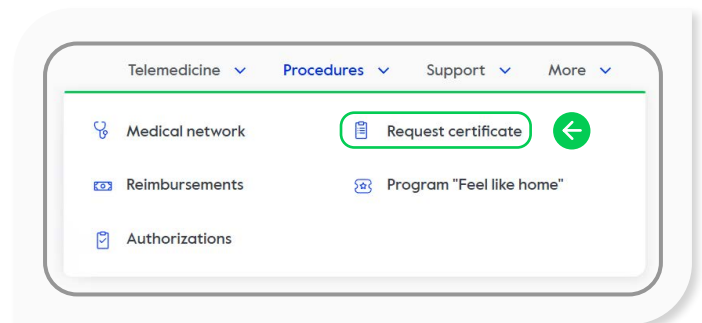 Telemedicine Procedures Support More
Medical network Request certificate
Reimbursements Program "Feel like home"
Authorizations